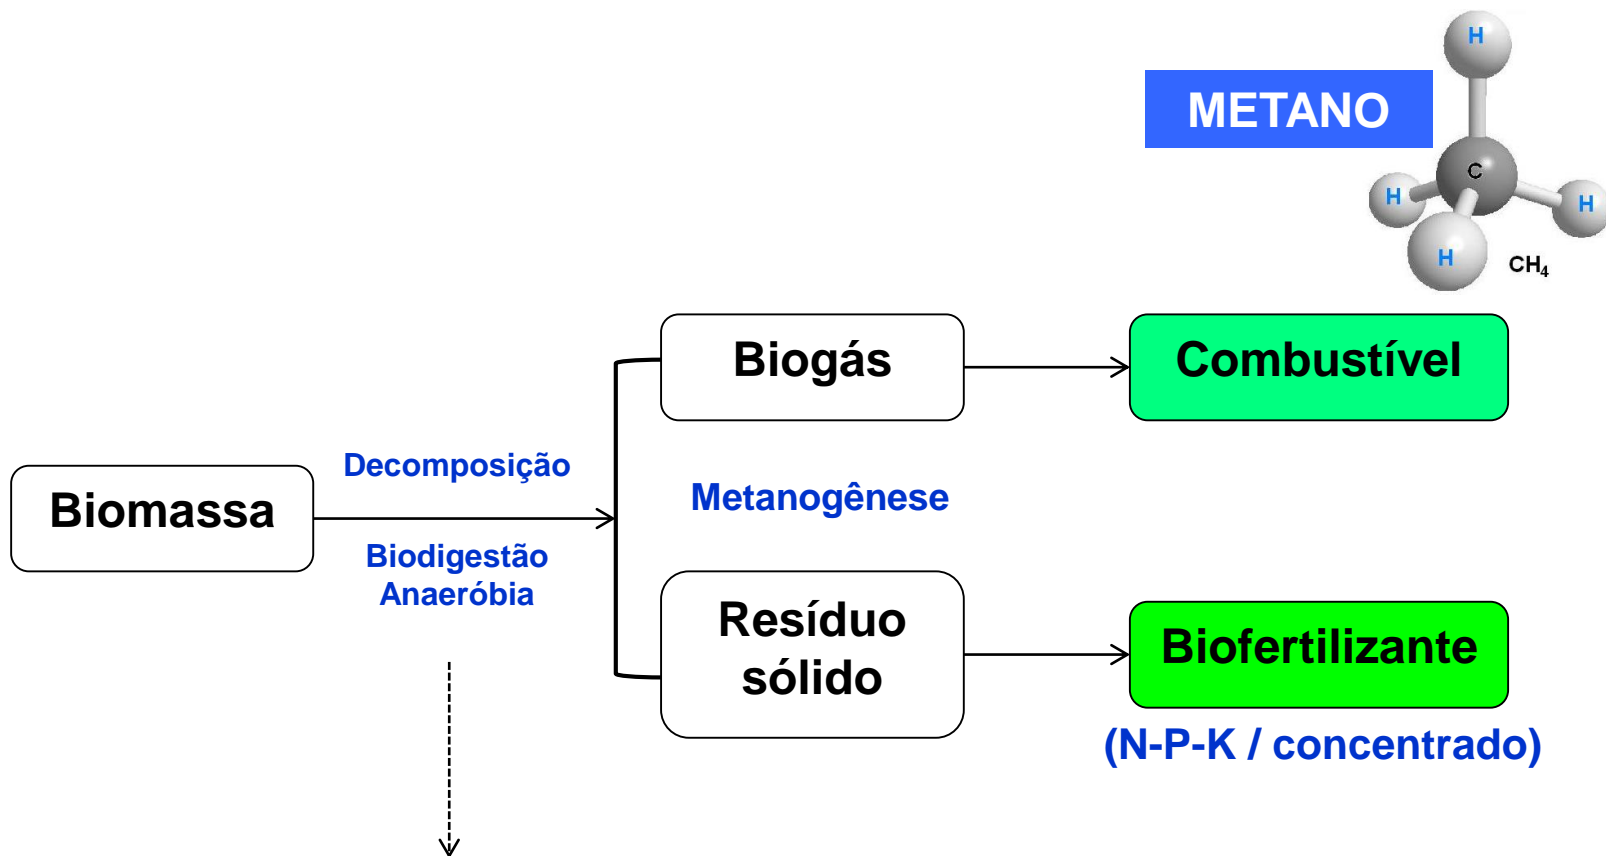 H
METANO
C
H
H
H
CH₄
Biogás
Combustível
Decomposição
Biomassa
Metanogênese
Biodigestão
Anaeróbia
Resíduo
sólido
Biofertilizante
(N-P-K / concentrado)